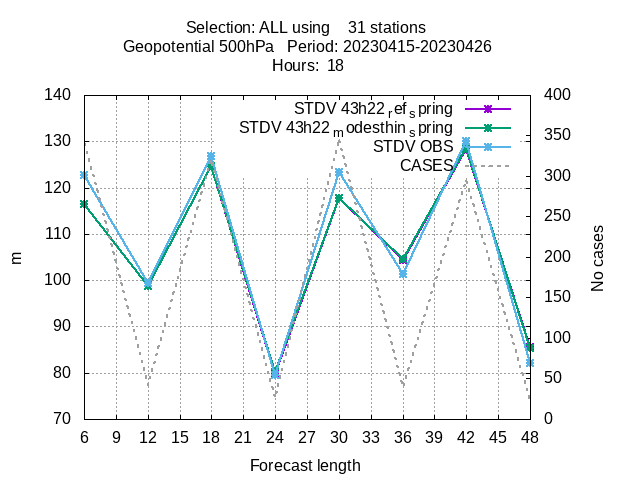 Selection: ALL using    31 stations
Geopotential 500hPa   Period: 20230415-20230426
Hours: 18
STDV 43h22 ref spring
STDV 43h22 modesthin spring
STDV OBS
CASES
140
130
120
110
100
90
80
70
m
400
350
300
250
200
150
100
50
0
No cases
6 9 12 15 18 21 24 27 30 33 36 39 42 45 48
Forecast length